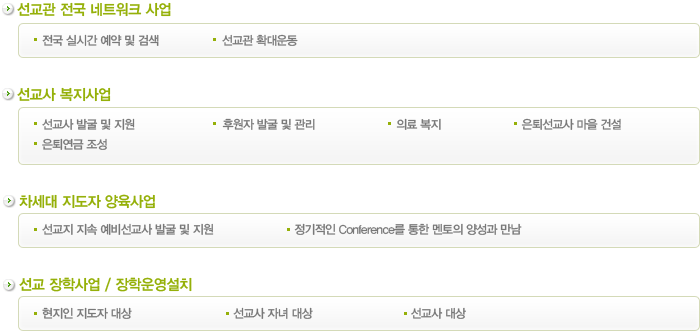 선교관 전국 네트워크 사업
전국 실시간 예약 및 검색 선교관 확대운동
선교사 복지사업
선교사 발굴 및 지원 후원자 발굴 및 관리 의료 복지 은퇴선교사 마을 건설
은퇴연금 조성
차세대 지도자 양육사업
선교지 지속 예비선교사 발굴 및 지원 정기적인 Conference를 통한 멘토의 양성과 만남
선교 장학사업 / 장학운영설치
현지인 지도자 대상 선교사 자녀 대상 선교사 대상